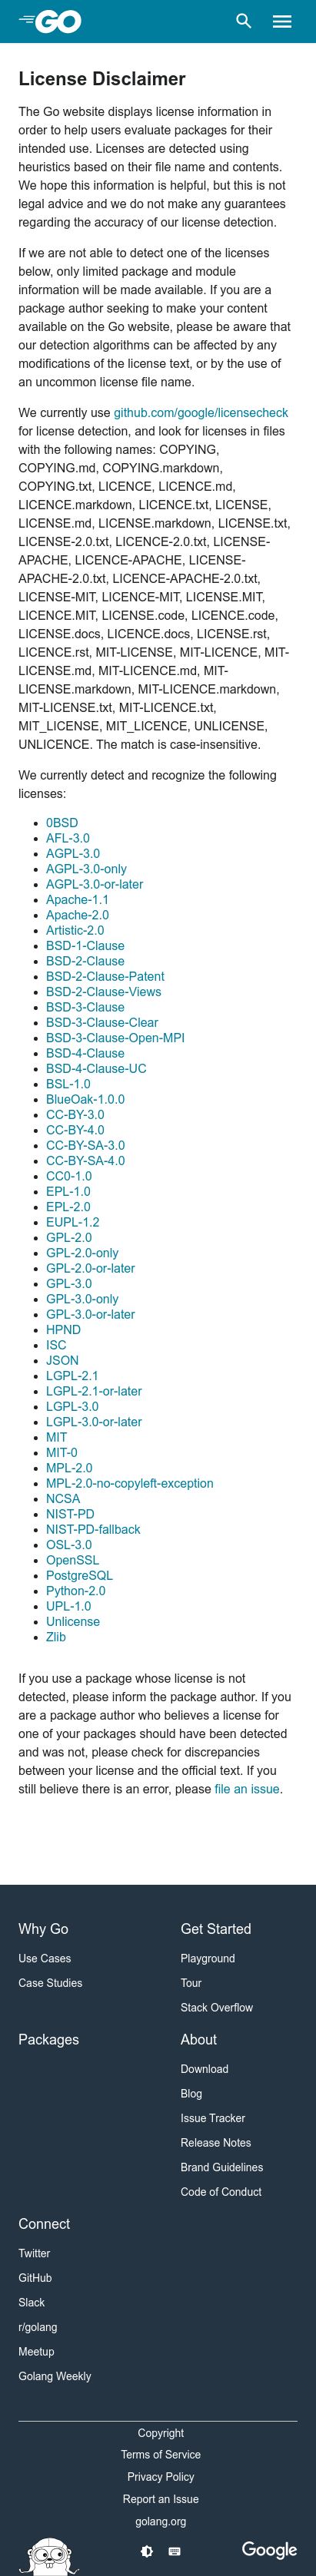 GO
License Disclaimer
The Go website displays license information in
order to help users evaluate packages for their
intended use. Licenses are detected using
heuristics based on their file name and contents.
We hope this information is helpful, but this is not
legal advice and we do not make any guarantees
regarding the accuracy of our license detection.
If we are not able to detect one of the licenses
below, only limited package and module
information will be made available. If you are a
package author seeking to make your content
available on the Go website, please be aware that
our detection algorithms can be affected by any
modifications of the license text, or by the use of
an uncommon license file name.
We currently use github.com/google/licensecheck
for license detection, and look for licenses in files
with the following names: COPYING,
COPYING.md, COPYING.markdown,
COPYING.txt, LICENCE, LICENCE.md,
LICENCE.markdown, LICENCE.txt, LICENSE,
LICENSE.md, LICENSE.markdown, LICENSE.txt,
LICENSE-2.0.txt, LICENCE-2.0.txt, LICENSE-
APACHE, LICENCE-APACHE, LICENSE-
APACHE-2.0.txt, LICENCE-APACHE-2.0.txt,
LICENSE-MIT, LICENCE-MIT, LICENSE.MIT,
LICENCE.MIT, LICENSE.code, LICENCE.code,
LICENSE.docs, LICENCE.docs, LICENSE.rst,
LICENCE.rst, MIT-LICENSE, MIT-LICENCE, MIT-
LICENSE.md, MIT-LICENCE.md, MIT-
LICENSE.markdown, MIT-LICENCE.markdown,
MIT-LICENSE.txt, MIT-LICENCE.txt,
MIT_LICENSE, MIT_LICENCE, UNLICENSE,
UNLICENCE. The match is case-insensitive.
We currently detect and recognize the following
licenses:
0BSD
AFL-3.0
AGPL-3.0
AGPL-3.0-only
AGPL-3.0-or-later
Apache-1.1
Apache-2.0
Artistic-2.0
BSD-1-Clause
BSD-2-Clause
BSD-2-Clause-Patent
BSD-2-Clause-Views
BSD-3-Clause
BSD-3-Clause-Clear
BSD-3-Clause-Open-MPI
BSD-4-Clause
BSD-4-Clause-UC
BSL-1.0
BlueOak-1.0.0
CC-BY-3.0
CC-BY-4.0
CC-BY-SA-3.0
CC-BY-SA-4.0
CC0-1.0
EPL-1.0
EPL-2.0
EUPL-1.2
GPL-2.0
GPL-2.0-only
GPL-2.0-or-later
GPL-3.0
GPL-3.0-only
GPL-3.0-or-later
HPND
ISC
JSON
LGPL-2.1
LGPL-2.1-or-later
LGPL-3.0
LGPL-3.0-or-later
MIT
MIT-0
MPL-2.0
MPL-2.0-no-copyleft-exception
NCSA
NIST-PD
NIST-PD-fallback
OSL-3.0
OpenSSL
PostgreSQL
Python-2.0
UPL-1.0
Unlicense
Zlib
If you use a package whose license is not
detected, please inform the package author. If you
are a package author who believes a license for
one of your packages should have been detected
and was not, please check for discrepancies
between your license and the official text. If you
still believe there is an error, please file an issue.
Why Go
Use Cases
Case Studies
Get Started
Playground
Tour
Stack Overflow
Packages
About
Download
Blog
Issue Tracker
Release Notes
Brand Guidelines
Code of Conduct
Connect
Twitter
GitHub
Slack
r/golang
Meetup
Golang Weekly
Copyright
Terms of Service
Privacy Policy
Report an Issue
golang.org
Google